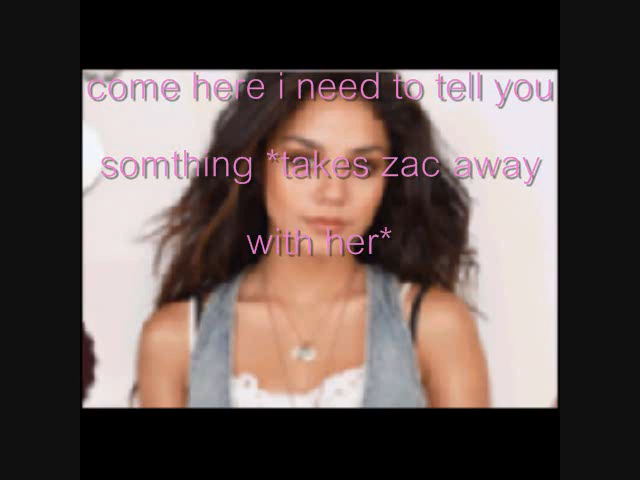 come here i need to tell you
somthing *takes zac away
with her*